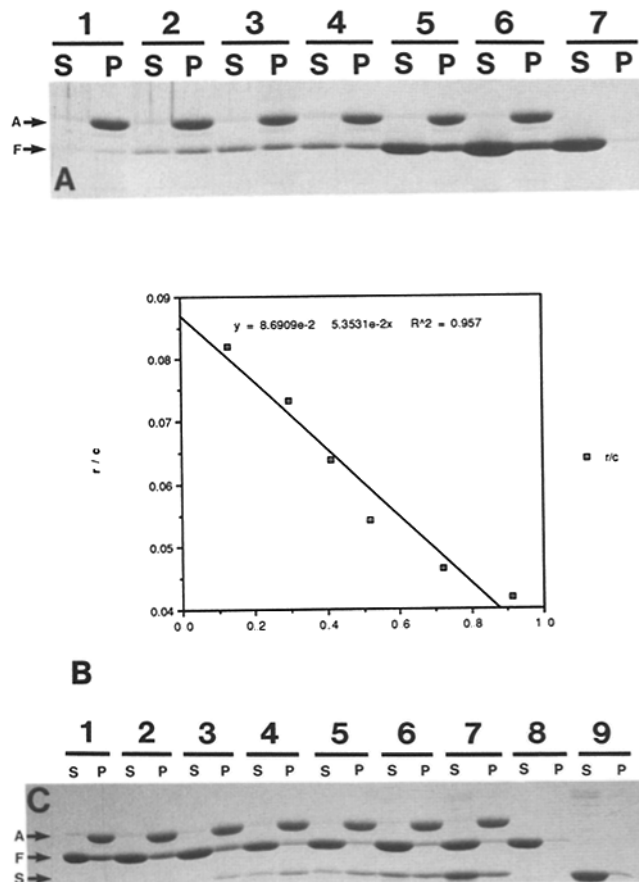 1 2 3 4 5 6 7
S P S P S P S P S P S P S P
A
F
A
0.09
y = 8.6909e-2 5.3531e-2x R^2 = 0.957
0.08
0.07
r / c
r/c
0.06
0.05
0.04
0 0 0.2 0.4 0 6 0.8 1 0
B
1 2 3 4 5 6 7 8 9
S P S P S P S P S P S P S P S P S P
C
A
F
S